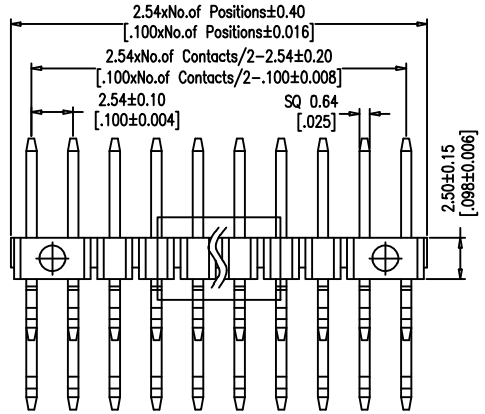 2.54xNo.of Positions±0.40
[.100xNo.of Positions±0.016]
2.54xNo.of Contacts/2-2.54±0.20
[.100xNo.of Contacts/2-.100±0.008]
2.54±0.10
[.100±0.004]
SQ 0.64
[.025]
2.50±0.15
[.098±0.006]